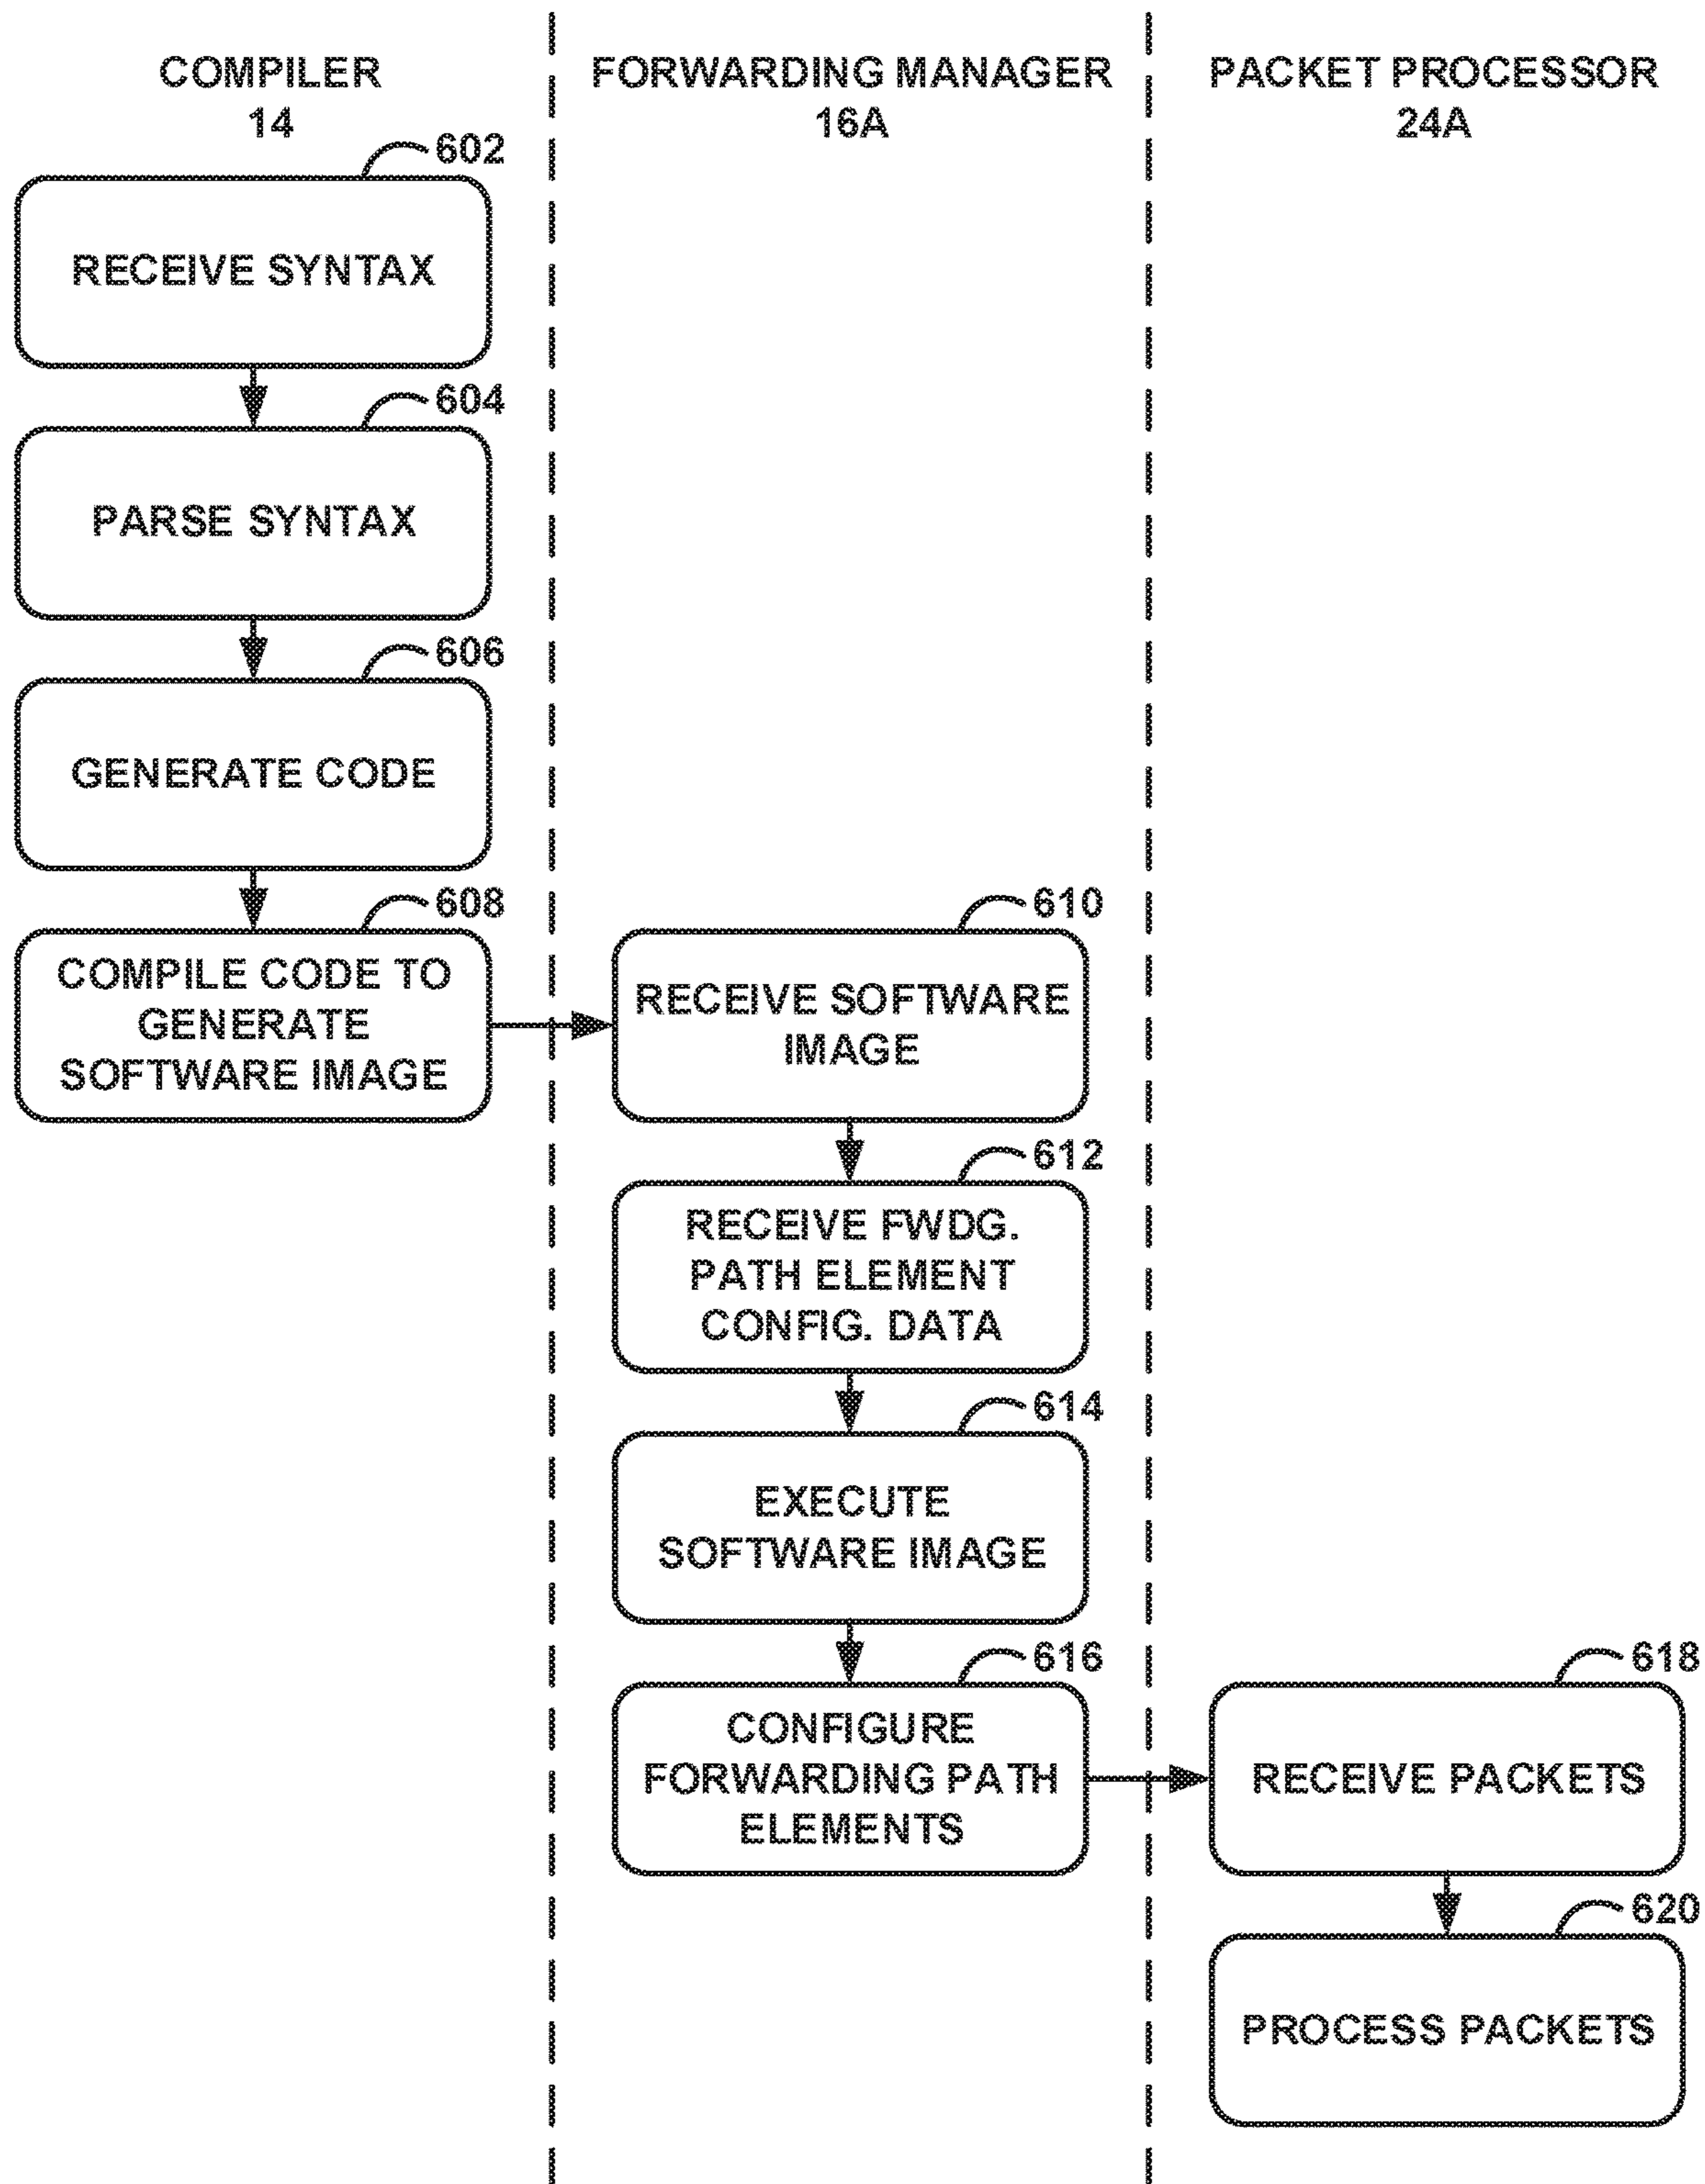 COMPILER
14
FORWARDING MANAGER
16A
PACKET PROCESSOR
24A
602
RECEIVE SYNTAX
604
PARSE SYNTAX
606
GENERATE CODE
608
COMPILE CODE TO
GENERATE
SOFTWARE IMAGE
610
RECEIVE SOFTWARE
IMAGE
612
RECEIVE FWDG.
PATH ELEMENT
CONFIG. DATA
614
EXECUTE
SOFTWARE IMAGE
616
CONFIGURE
FORWARDING PATH
ELEMENTS
618
RECEIVE PACKETS
620
PROCESS PACKETS